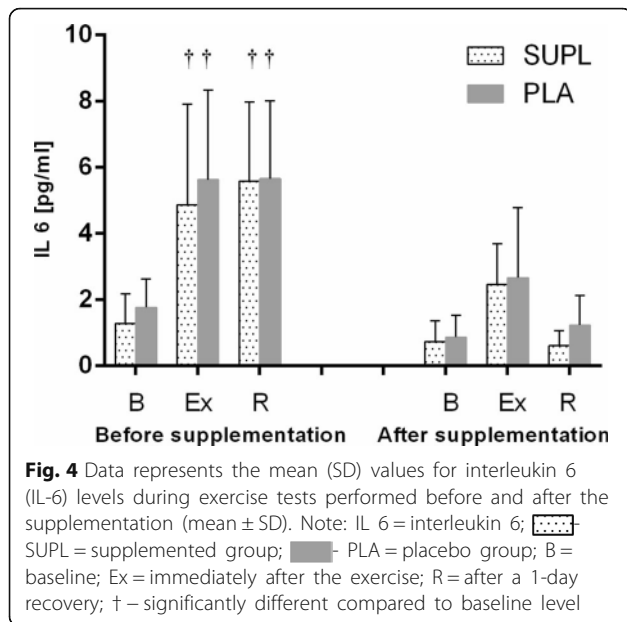 † †
† †
SUPL
PLA
10
8
6
4
2
0
IL 6 [pg/ml]
B Ex R B Ex R
Before supplementation After supplementation
Fig. 4 Data represents the mean (SD) values for interleukin 6
(IL-6) levels during exercise tests performed before and after the
supplementation (mean ± SD). Note: IL 6 = interleukin 6; -
SUPL = supplemented group; - PLA = placebo group; B =
baseline; Ex = immediately after the exercise; R = after a 1-day
recovery; † – significantly different compared to baseline level